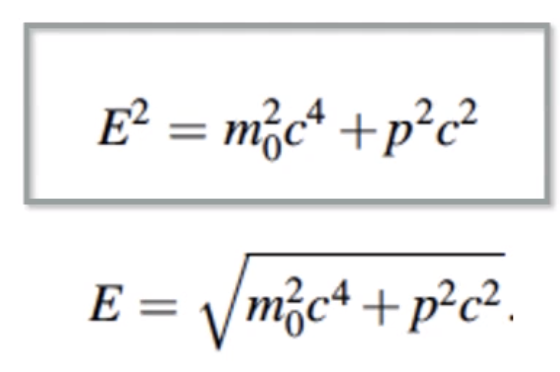 E² = m₀²c⁴ + p²c²
E = √(m₀²c⁴ + p²c²).